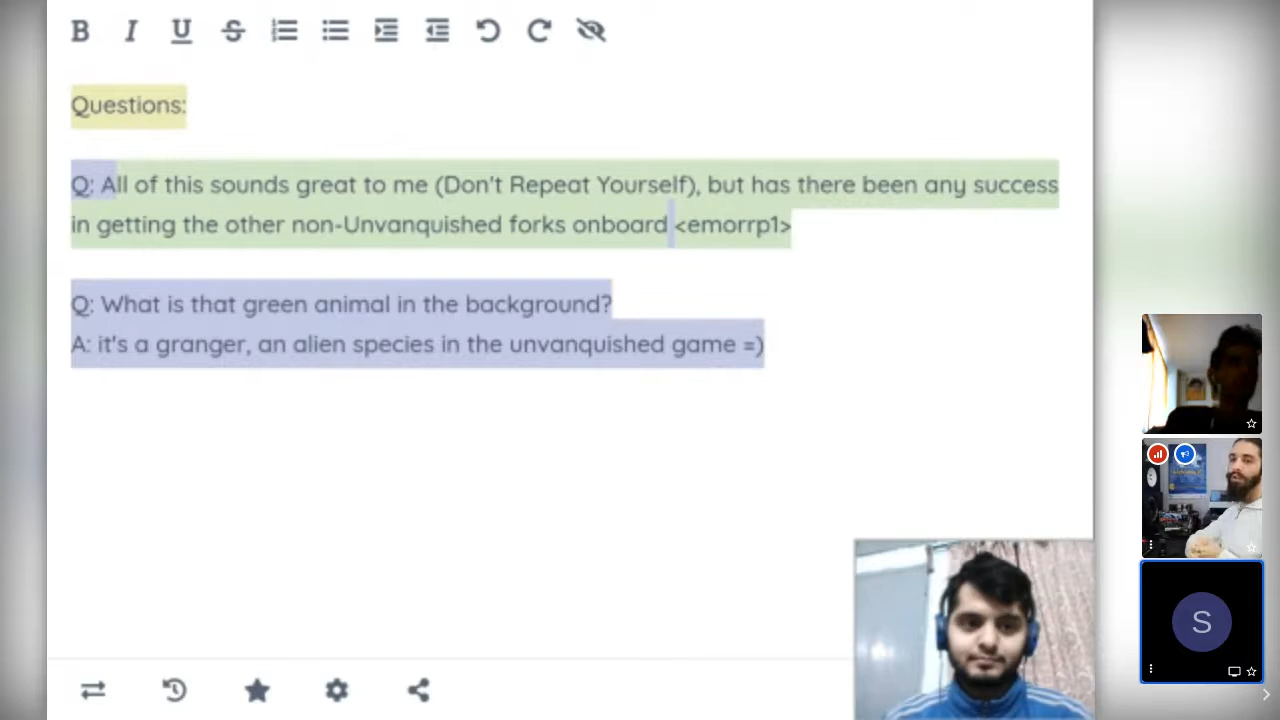 Questions:
Q: All of this sounds great to me (Don't Repeat Yourself), but has there been any success
in getting the other non-Unvanquished forks onboard <emorrp1>
Q: What is that green animal in the background?
A: it's a granger, an alien species in the unvanquished game =)
S